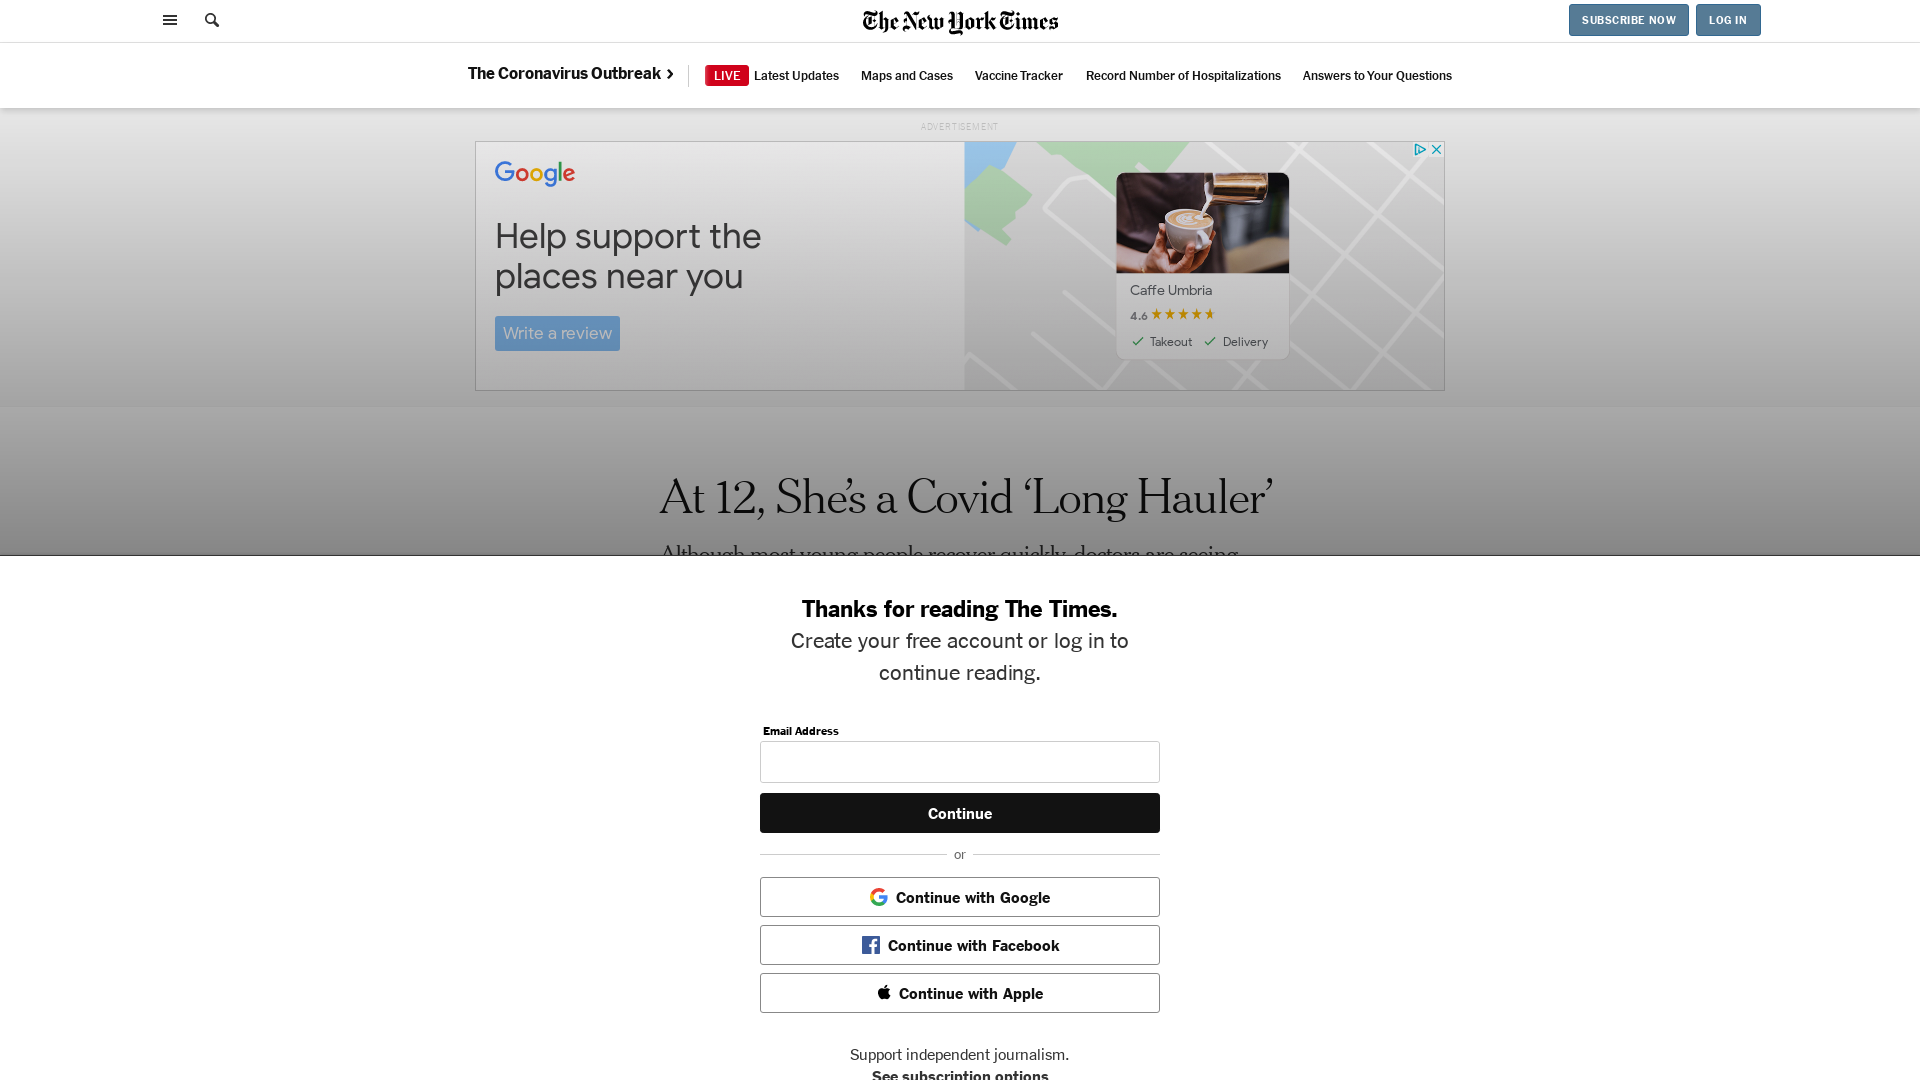 The New York Times
SUBSCRIBE NOW
LOG IN
The Coronavirus Outbreak
LIVE Latest Updates
Maps and Cases
Vaccine Tracker
Record Number of Hospitalizations
Answers to Your Questions
ADVERTISEMENT
Google
Help support the
places near you
Write a review
Caffe Umbria
4.6
Takeout
Delivery
At 12, She’s a Covid ‘Long Hauler’
Although most young people recover quickly, doctors are seeing
Thanks for reading The Times.
Create your free account or log in to
continue reading.
Email Address
Continue
or
Continue with Google
Continue with Facebook
Continue with Apple
Support independent journalism.
See subscription options